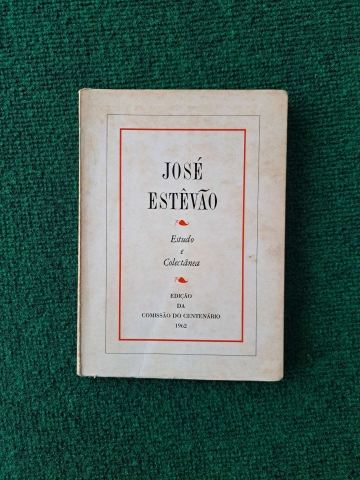 JOSÉ
ESTÊVÃO
Estudo
e
Colectânea
EDIÇÃO
DA
COMISSÃO DO CENTENÁRIO
1962